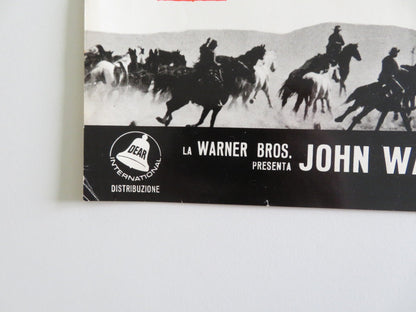 DEAR
INTERNATIONAL
DISTRIBUZIONE
LA WARNER BROS.
PRESENTA JOHN WA